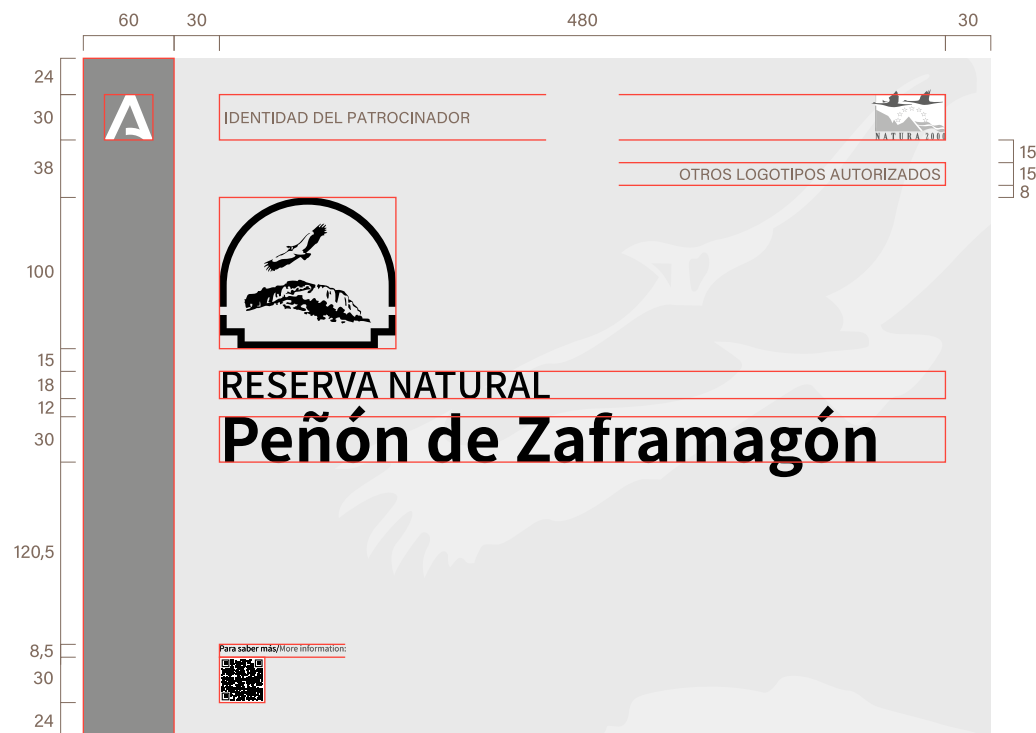 60 30 480 30
24
30
38
100
15
18
12
30
120,5
8,5
30
24
IDENTIDAD DEL PATROCINADOR
NATURA 2000
15
15
8
OTROS LOGOTIPOS AUTORIZADOS
RESERVA NATURAL
Peñón de Zaframagón
Para saber más/More information: